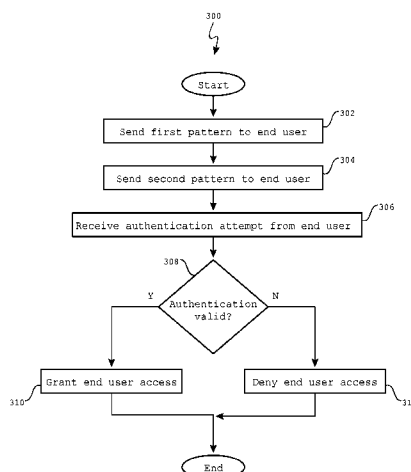 300
Start
302
Send first pattern to end user
304
Send second pattern to end user
306
Receive authentication attempt from end user
308
Authentication
valid?
Y
N
Grant end user access
310
Deny end user access
31
End